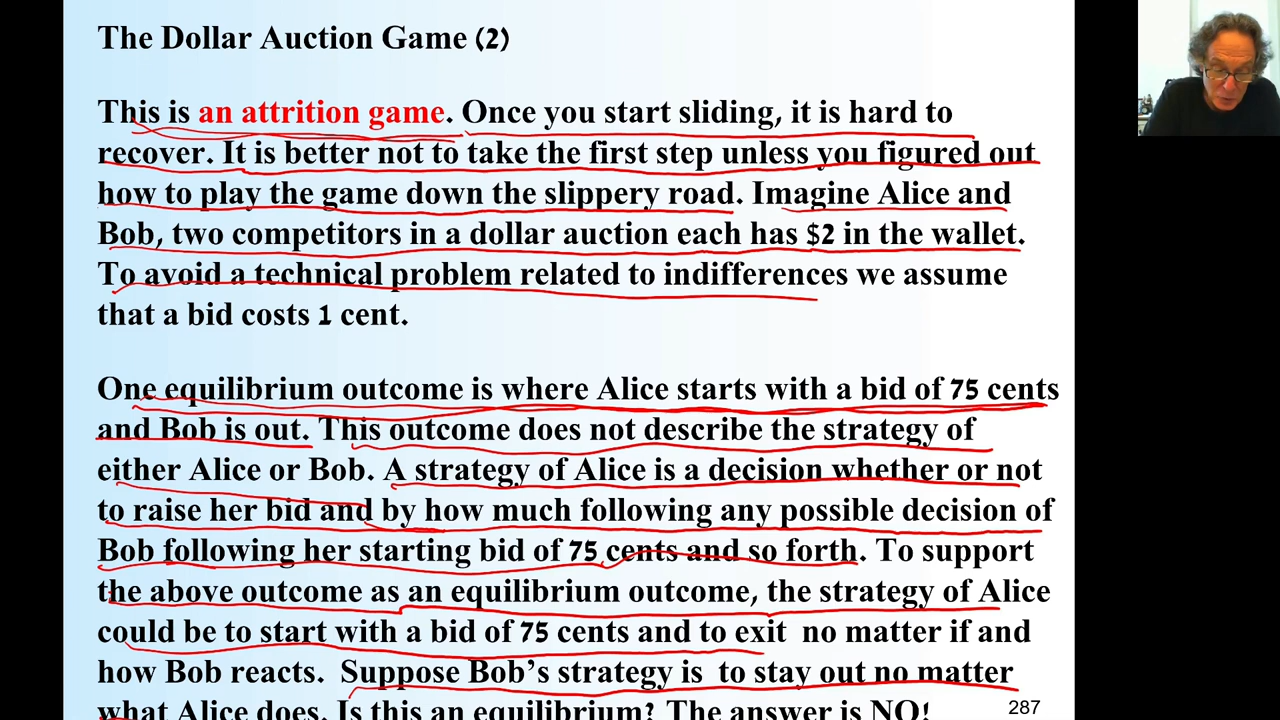 The Dollar Auction Game (2)
This is an attrition game. Once you start sliding, it is hard to
recover. It is better not to take the first step unless you figured out
how to play the game down the slippery road. Imagine Alice and
Bob, two competitors in a dollar auction each has $2 in the wallet.
To avoid a technical problem related to indifferences we assume
that a bid costs 1 cent.
One equilibrium outcome is where Alice starts with a bid of 75 cents
and Bob is out. This outcome does not describe the strategy of
either Alice or Bob. A strategy of Alice is a decision whether or not
to raise her bid and by how much following any possible decision of
Bob following her starting bid of 75 cents and so forth. To support
the above outcome as an equilibrium outcome, the strategy of Alice
could be to start with a bid of 75 cents and to exit no matter if and
how Bob reacts. Suppose Bob's strategy is to stay out no matter
what Alice does. Is this an equilibrium? The answer is NO!
287